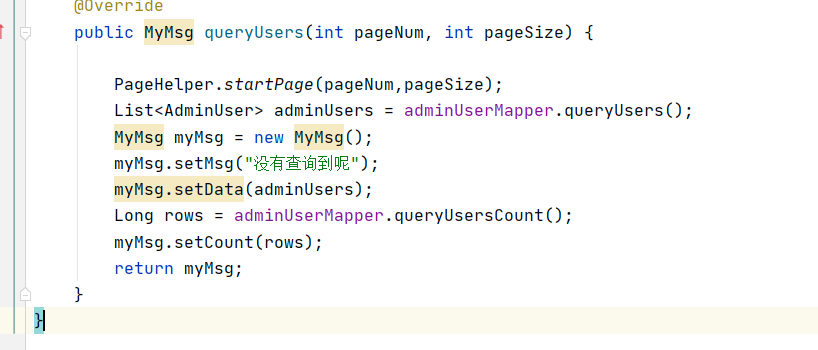 @Override
public MyMsg queryUsers(int pageNum, int pageSize) {
PageHelper.startPage(pageNum,pageSize);
List<AdminUser> adminUsers = adminUserMapper.queryUsers();
MyMsg myMsg = new MyMsg();
myMsg.setMsg("没有查询到呢");
myMsg.setData(adminUsers);
Long rows = adminUserMapper.queryUsersCount();
myMsg.setCount(rows);
return myMsg;
}
}